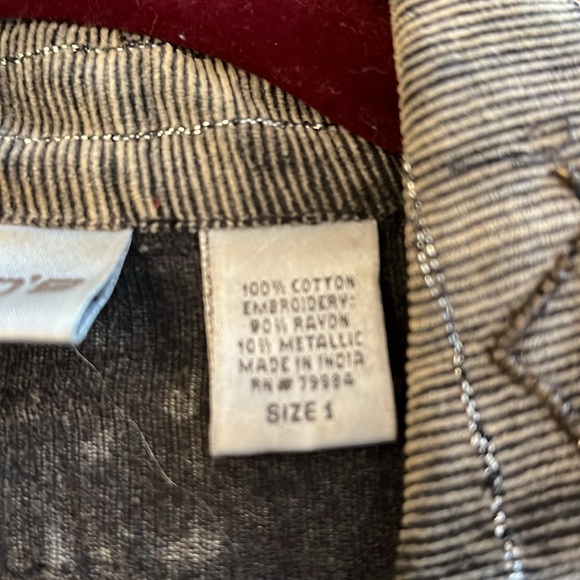 O'S
100% COTTON
EMBROIDERY:
90% RAYON
10% METALLIC
MADE IN INDIA
RN# 79884
SIZE 1